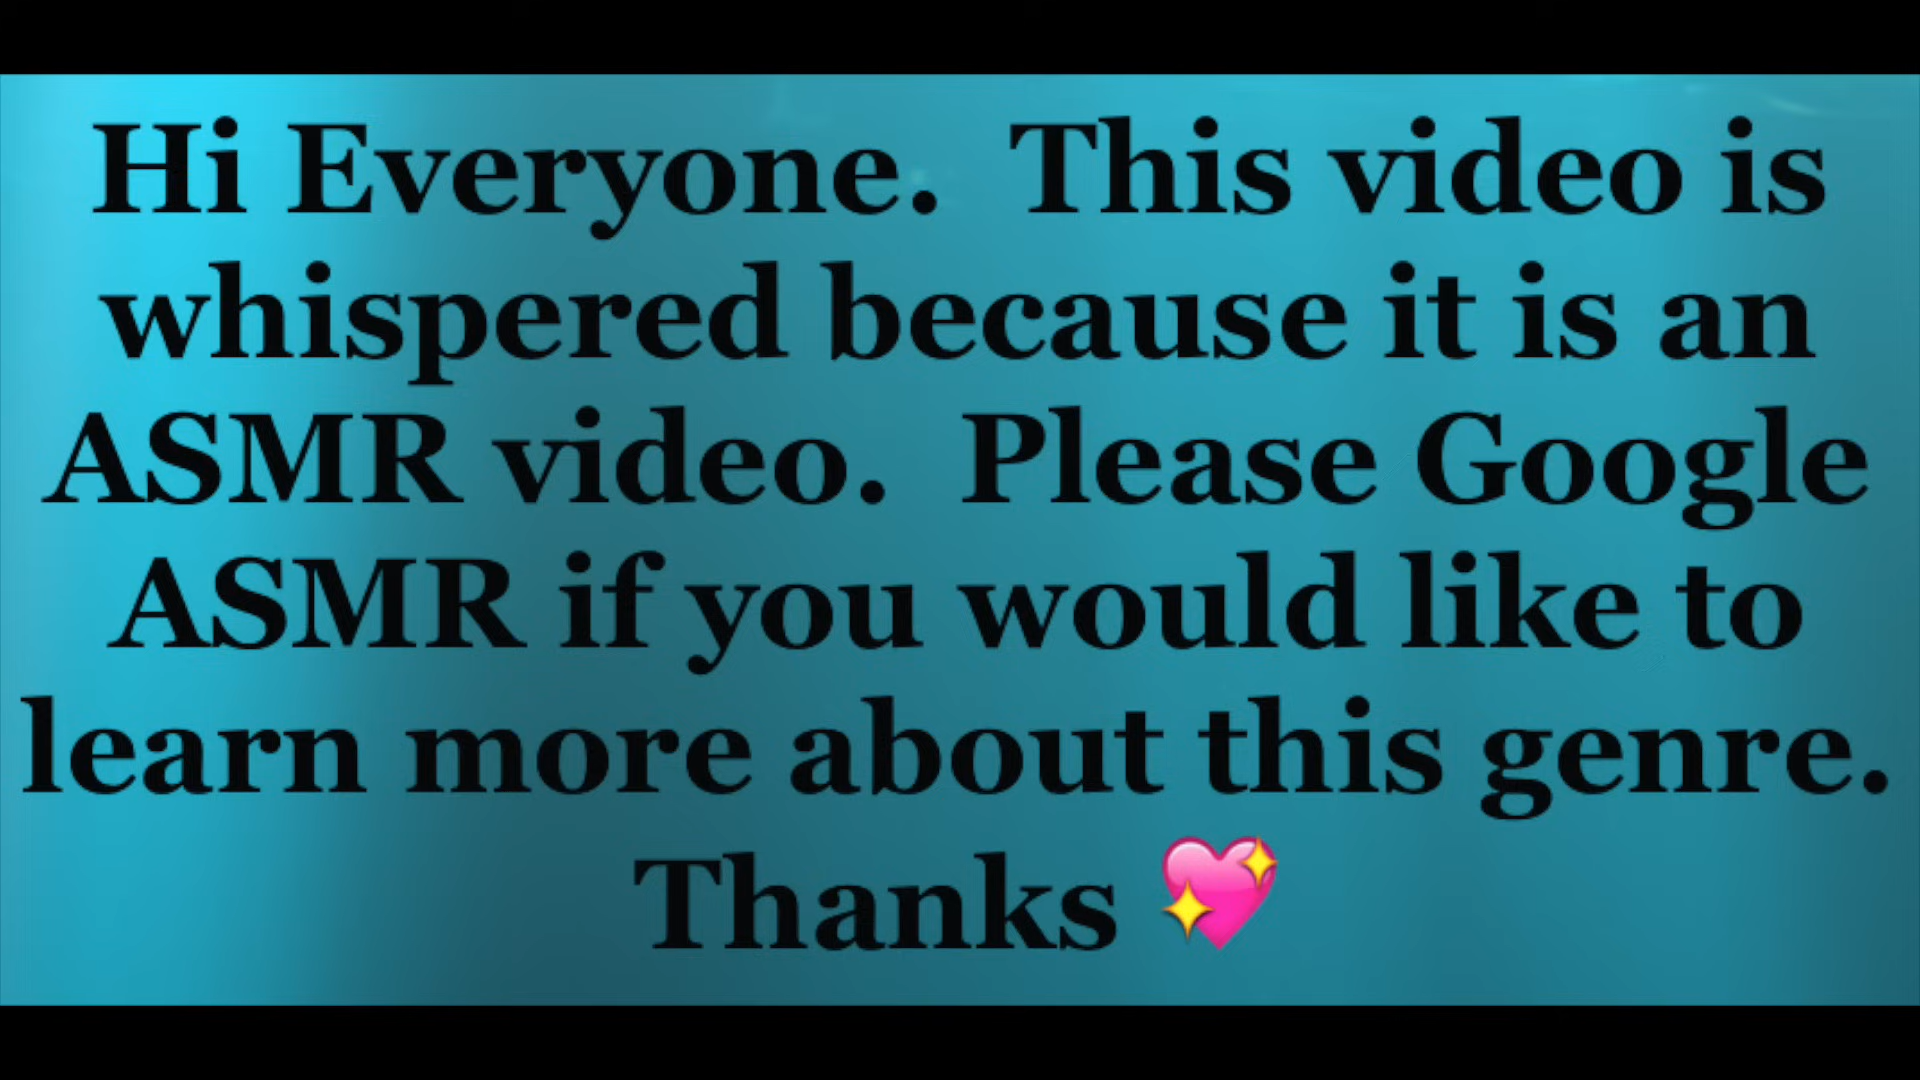 Hi Everyone.  This video is
whispered because it is an
ASMR video.  Please Google
ASMR if you would like to
learn more about this genre.
Thanks 💖